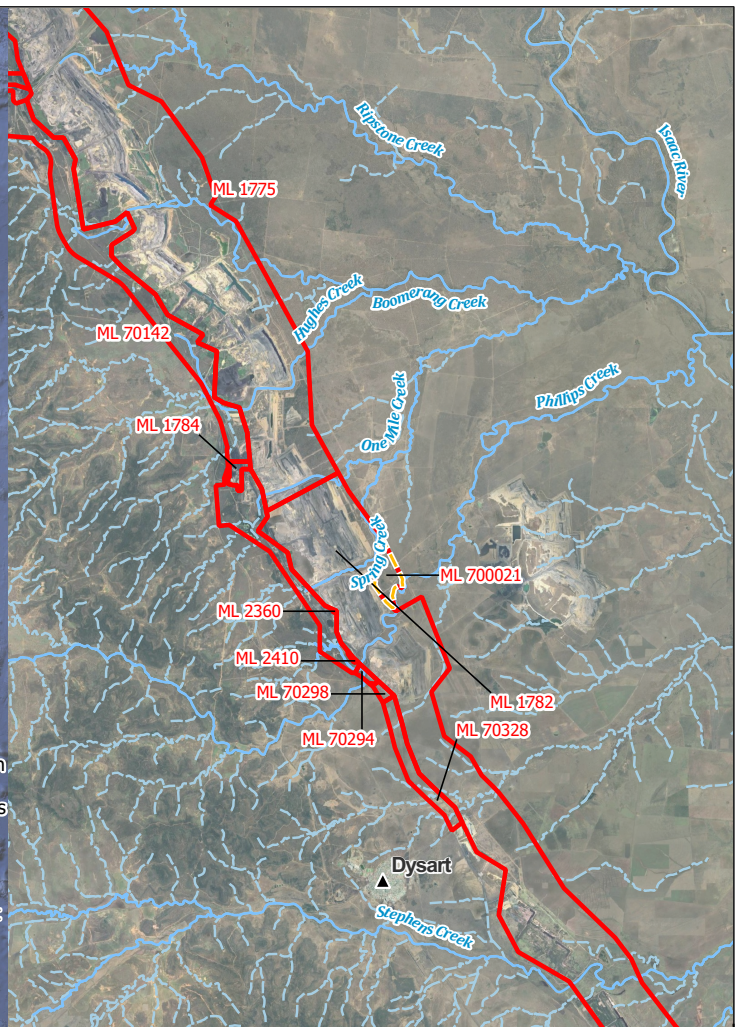 Ripstone Creek
Isaac River
ML 1775
Hughes Creek
Boomerang Creek
ML 70142
Phillips Creek
One Mile Creek
ML 1784
Spring Creek
ML 700021
ML 2360
ML 2410
ML 70298
ML 1782
ML 70294
ML 70328
Dysart
Stephens Creek